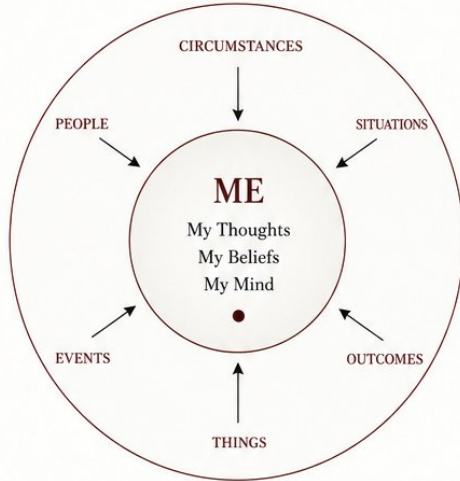 CIRCUMSTANCES
PEOPLE
SITUATIONS
ME
My Thoughts
My Beliefs
My Mind
EVENTS
OUTCOMES
THINGS